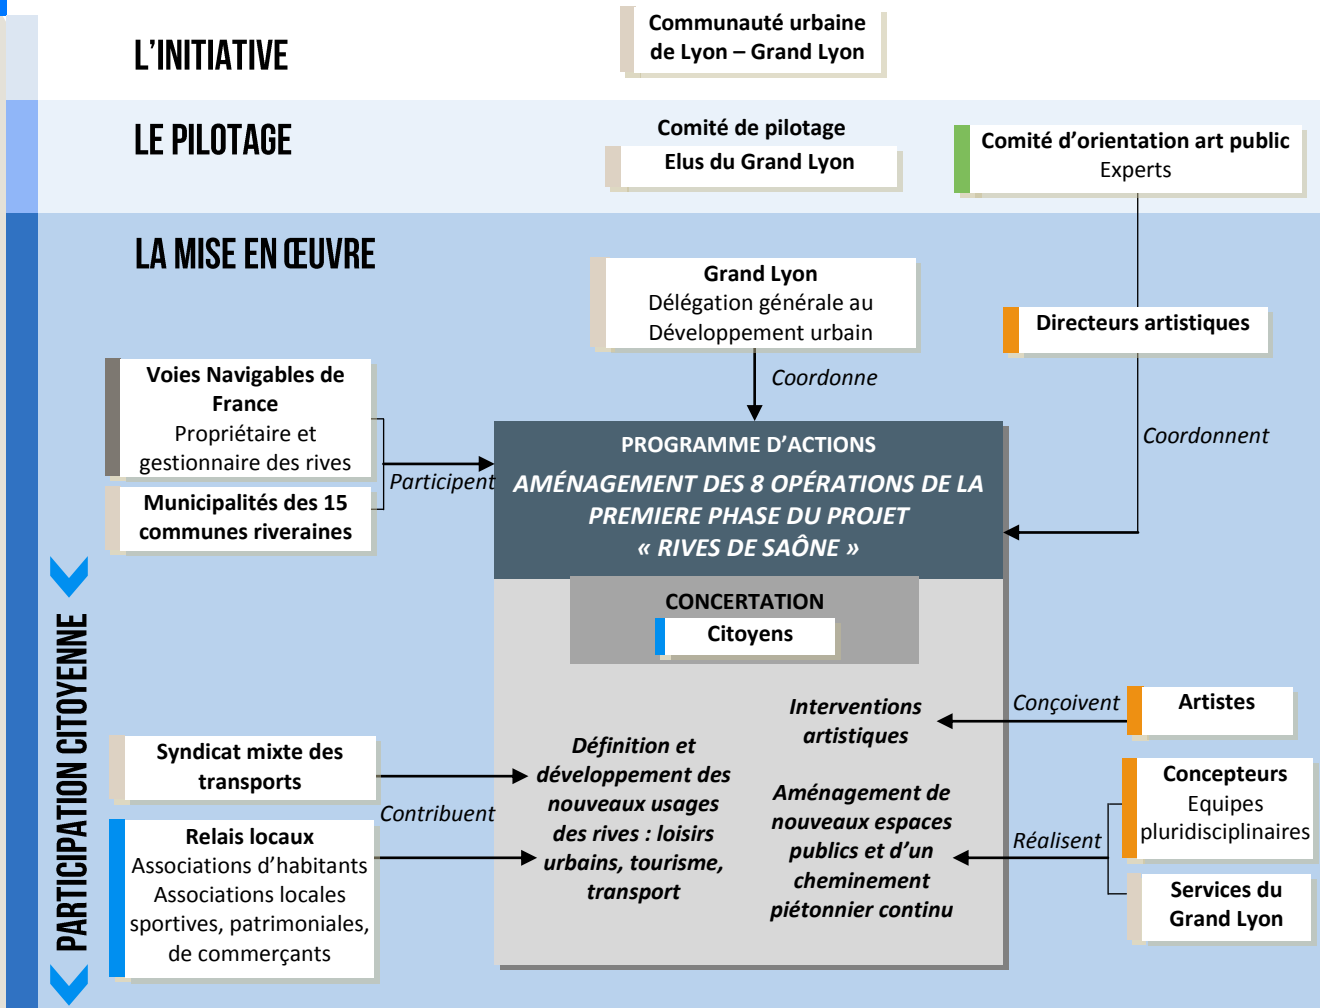 L'INITIATIVE
Communauté urbaine
de Lyon – Grand Lyon
LE PILOTAGE
Comité de pilotage
Elus du Grand Lyon
Comité d'orientation art public
Experts
LA MISE EN ŒUVRE
Grand Lyon
Délégation générale au
Développement urbain
Coordonne
Directeurs artistiques
Coordonnent
Voies Navigables de
France
Propriétaire et
gestionnaire des rives
Municipalités des 15
communes riveraines
Participent
PROGRAMME D'ACTIONS
AMÉNAGEMENT DES 8 OPÉRATIONS DE LA
PREMIERE PHASE DU PROJET
« RIVES DE SAÔNE »
CONCERTATION
Citoyens
PARTICIPATION CITOYENNE
Syndicat mixte des
transports
Contribuent
Relais locaux
Associations d'habitants
Associations locales
sportives, patrimoniales,
de commerçants
Définition et
développement des
nouveaux usages
des rives : loisirs
urbains, tourisme,
transport
Interventions
artistiques
Conçoivent
Artistes
Aménagement de
nouveaux espaces
publics et d'un
cheminement
piétonnier continu
Réalisent
Concepteurs
Equipes
pluridisciplinaires
Services du
Grand Lyon